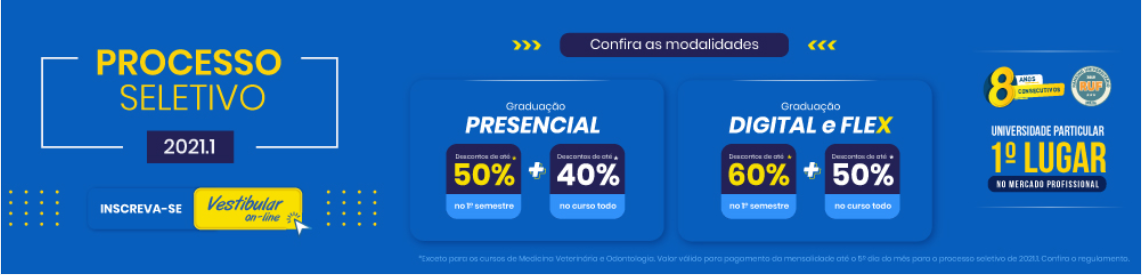 PROCESSO
SELETIVO
2021.1
INSCREVA-SE
Vestibular
on-line
>>> Confira as modalidades <<<
Graduação
PRESENCIAL
Descontos de até *
50%
no 1º semestre
+
Descontos de até *
40%
no curso todo
Graduação
DIGITAL e FLEX
Descontos de até *
60%
no 1º semestre
+
Descontos de até *
50%
no curso todo
8 ANOS
CONSECUTIVOS
RUF
UNIVERSIDADE PARTICULAR
1º LUGAR
NO MERCADO PROFISSIONAL
*Exceto para os cursos de Medicina Veterinária e Odontologia. Valor válido para pagamento da mensalidade até o 5º dia do mês para o processo seletivo de 2021.1. Confira o regulamento.